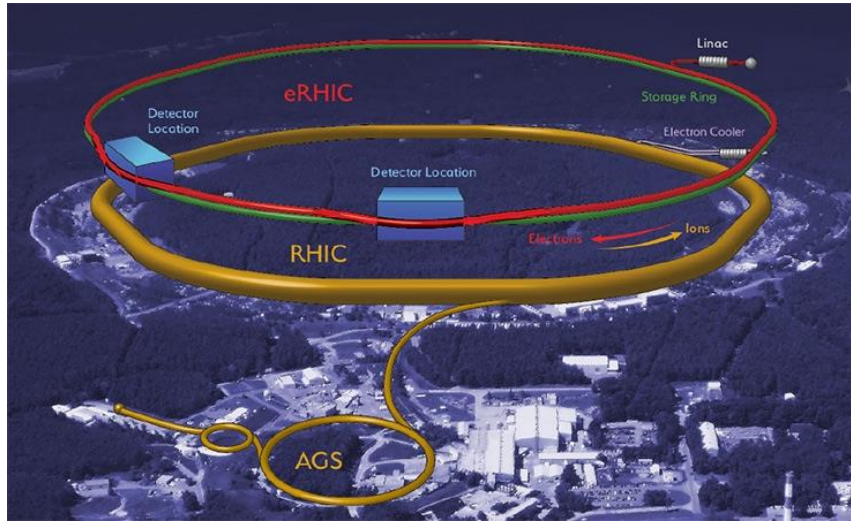 Linac
eRHIC
Storage Ring
Detector
Location
Electron Cooler
Detector Location
Ions
Electrons
RHIC
AGS